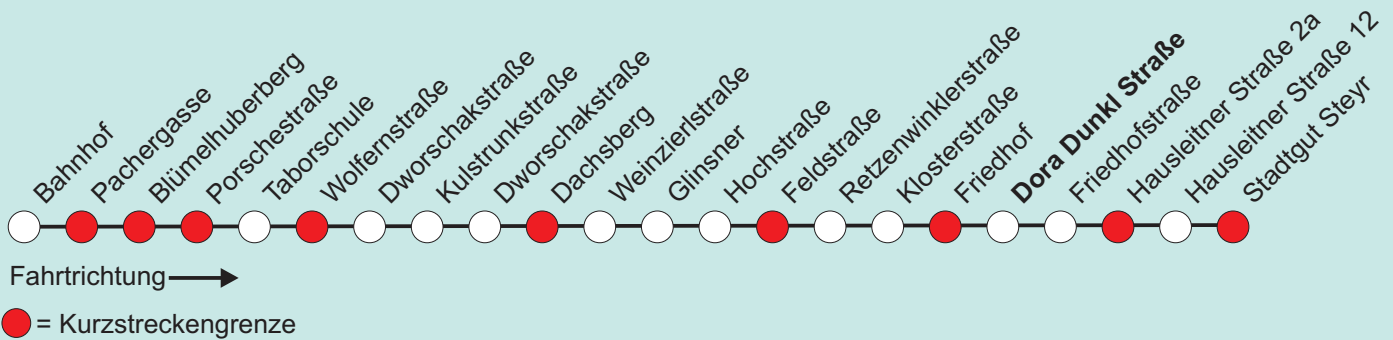 Bahnhof
Pachergasse
Blümelhuberberg
Porschestraße
Taborschule
Wolfernstraße
Dworschakstraße
Kulstrunkstraße
Dworschakstraße
Dachsberg
Weinzierlstraße
Glinsner
Hochstraße
Feldstraße
Retzenwinklerstraße
Klosterstraße
Friedhof
Dora Dunkl Straße
Friedhofstraße
Hausleitner Straße 2a
Hausleitner Straße 12
Stadtgut Steyr
Fahrtrichtung
= Kurzstreckengrenze